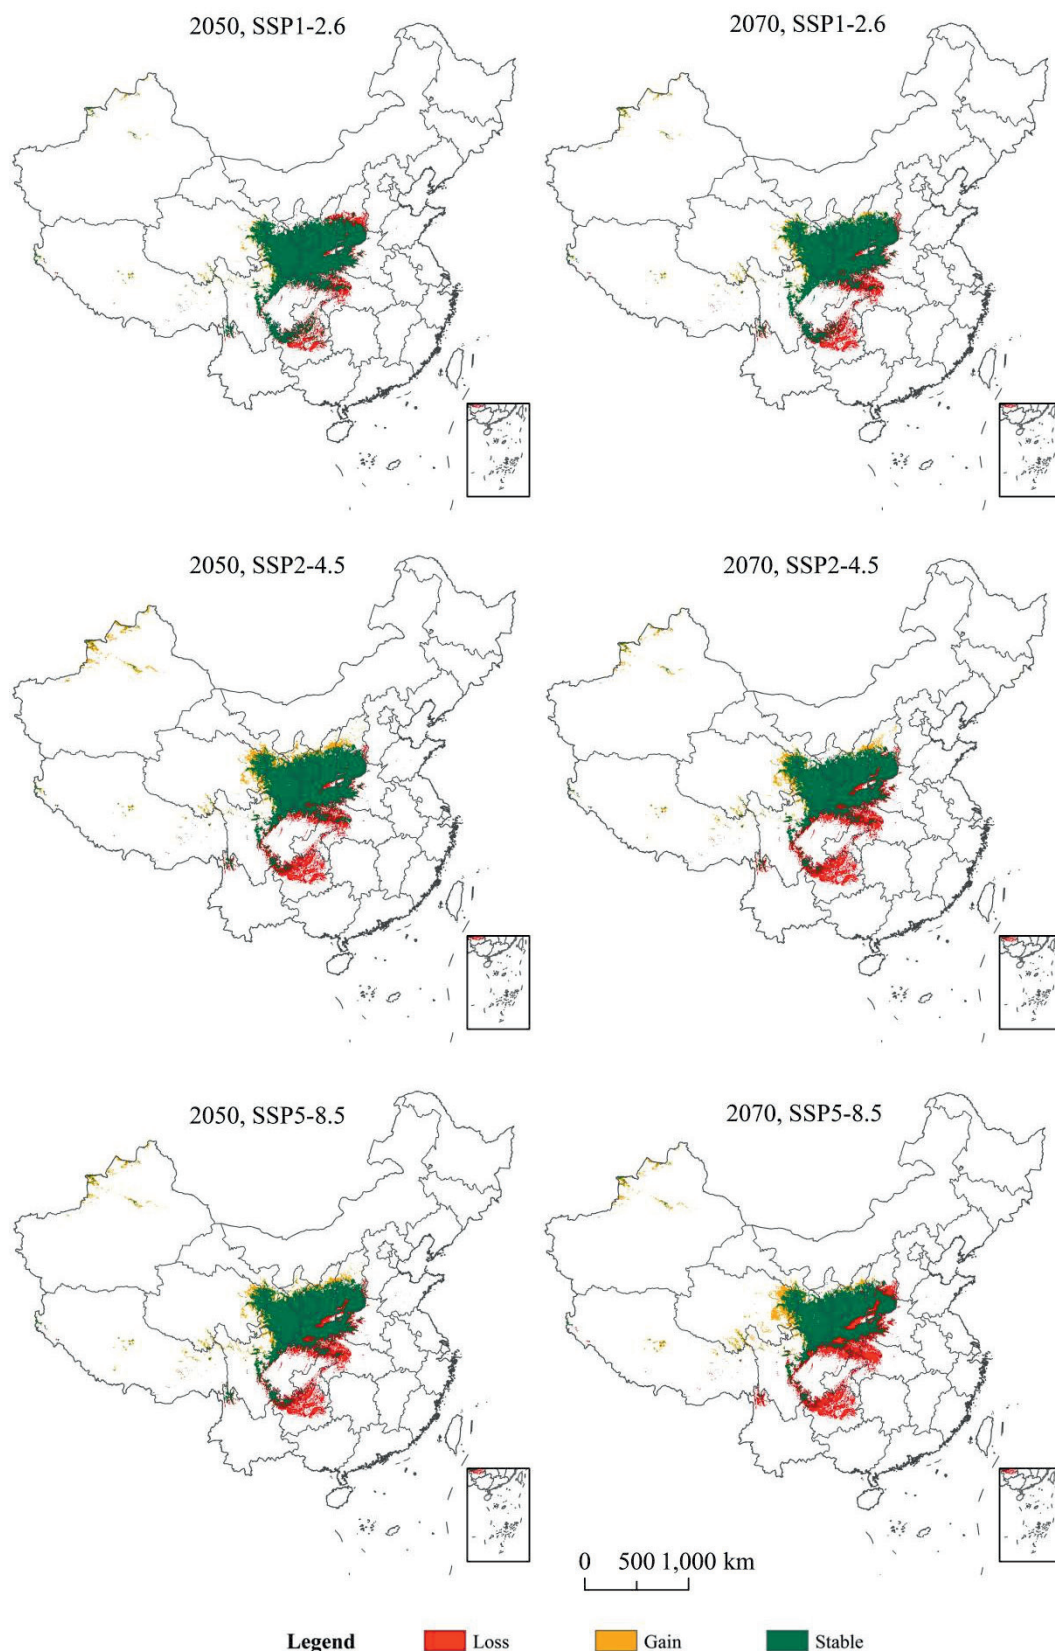 2050, SSP1-2.6
2070, SSP1-2.6
2050, SSP2-4.5
2070, SSP2-4.5
2050, SSP5-8.5
2070, SSP5-8.5
0 500 1,000 km
Legend Loss Gain Stable